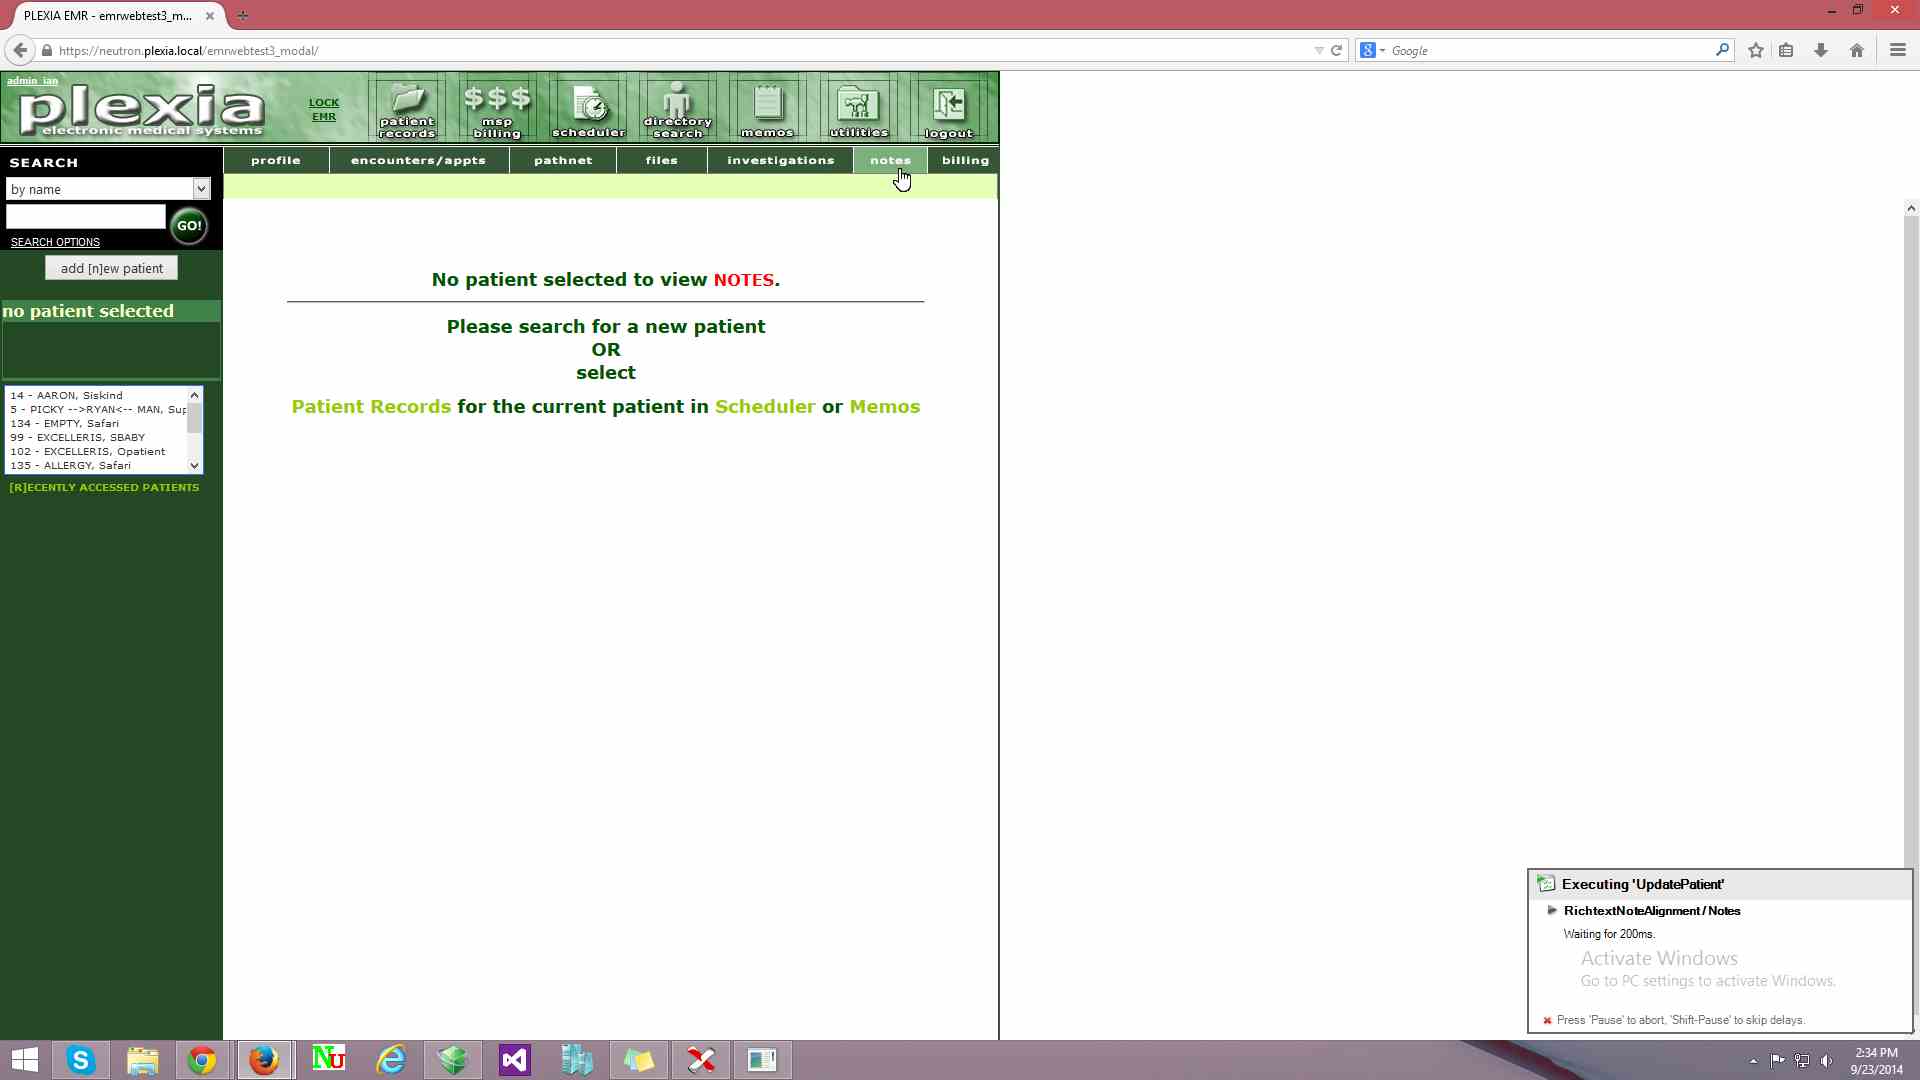 PLEXIA EMR - emrwebtest3_m...
https://neutron.plexia.local/emrwebtest3_modal/
Google
admin_ian
plexia
electronic medical systems
LOCK
EMR
patient
records
$$$
msp
billing
scheduler
directory
search
memos
utilities
logout
SEARCH
profile
encounters/appts
pathnet
files
investigations
notes
billing
by name
GO!
SEARCH OPTIONS
add [n]ew patient
no patient selected
14 - AARON, Siskind
5 - PICKY -->RYAN<-- MAN, Sup
134 - EMPTY, Safari
99 - EXCELLERIS, SBABY
102 - EXCELLERIS, Opatient
135 - ALLERGY, Safari
[R]ECENTLY ACCESSED PATIENTS
No patient selected to view NOTES.
Please search for a new patient
OR
select
Patient Records for the current patient in Scheduler or Memos
Executing 'UpdatePatient'
RichtextNoteAlignment / Notes
Waiting for 200ms.
Activate Windows
Go to PC settings to activate Windows.
Press 'Pause' to abort, 'Shift-Pause' to skip delays.
Nu
2:34 PM
9/23/2014